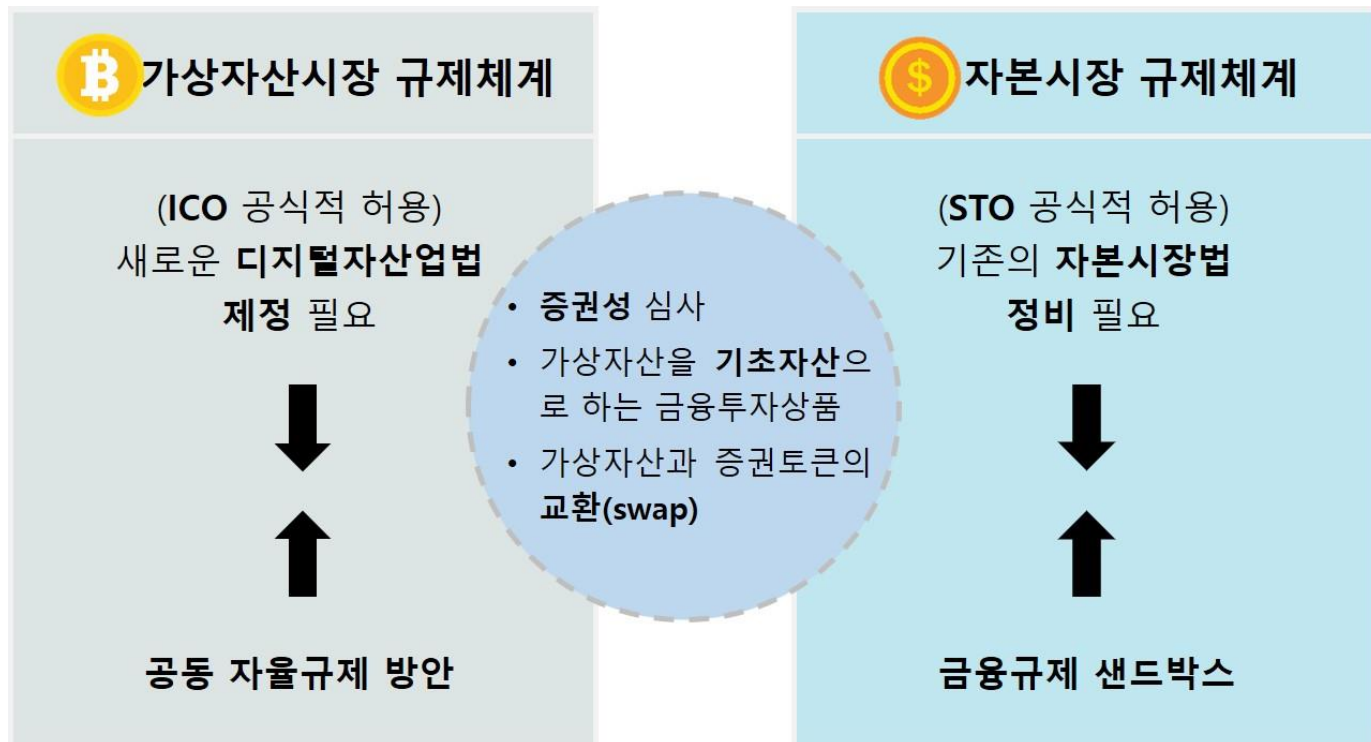 가상자산시장 규제체계
(ICO 공식적 허용)
새로운 디지털자산업법
제정 필요
공동 자율규제 방안
• 증권성 심사
• 가상자산을 기초자산으
로 하는 금융투자상품
• 가상자산과 증권토큰의
교환(swap)
자본시장 규제체계
(STO 공식적 허용)
기존의 자본시장법
정비 필요
금융규제 샌드박스